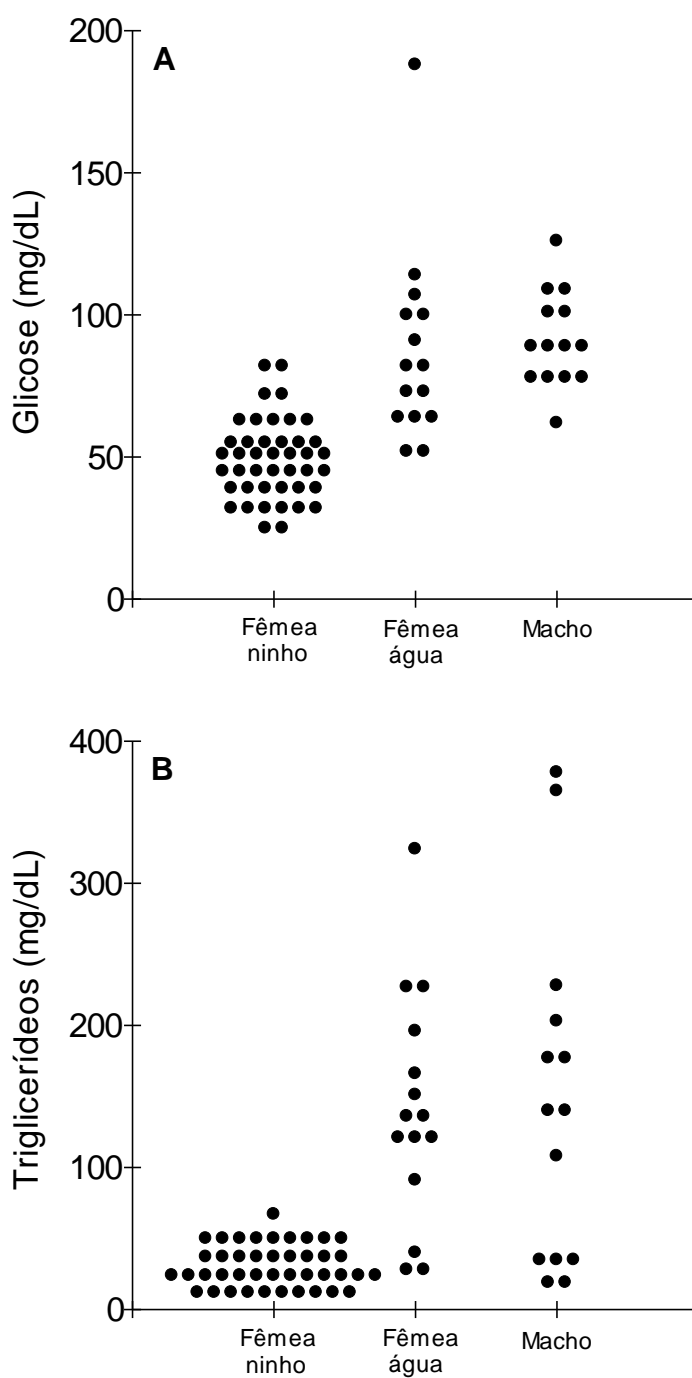 200
A
150
Glicose (mg/dL)
100
50
0
Fêmea
ninho
Fêmea
água
Macho
400
B
300
Triglicerídeos (mg/dL)
200
100
0
Fêmea
ninho
Fêmea
água
Macho